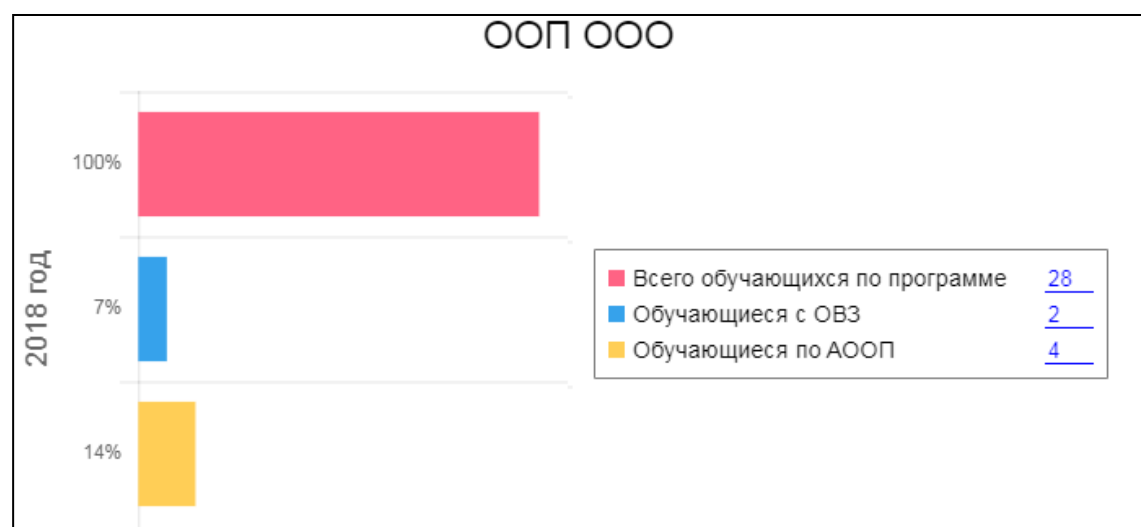 ООП ООО
100%
7%
14%
2018 год
Всего обучающихся по программе 28
Обучающиеся с ОВЗ 2
Обучающиеся по АООП 4